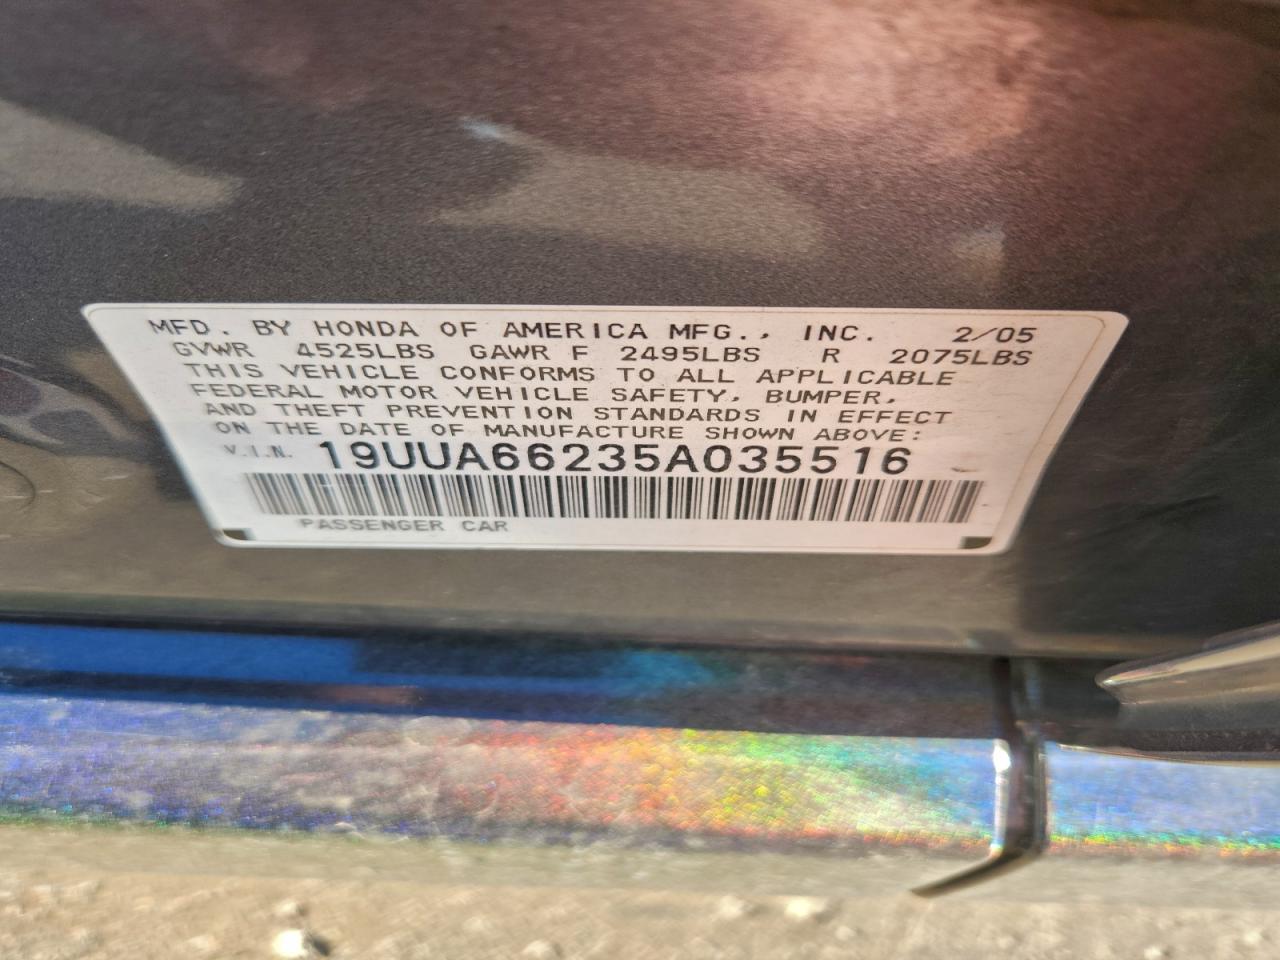 MFD. BY HONDA OF AMERICA MFG., INC. 2/05
GVWR 4525LBS GAWR F 2495LBS R 2075LBS
THIS VEHICLE CONFORMS TO ALL APPLICABLE
FEDERAL MOTOR VEHICLE SAFETY, BUMPER,
AND THEFT PREVENTION STANDARDS IN EFFECT
ON THE DATE OF MANUFACTURE SHOWN ABOVE:
V.I.N. 19UUA66235A035516
PASSENGER CAR